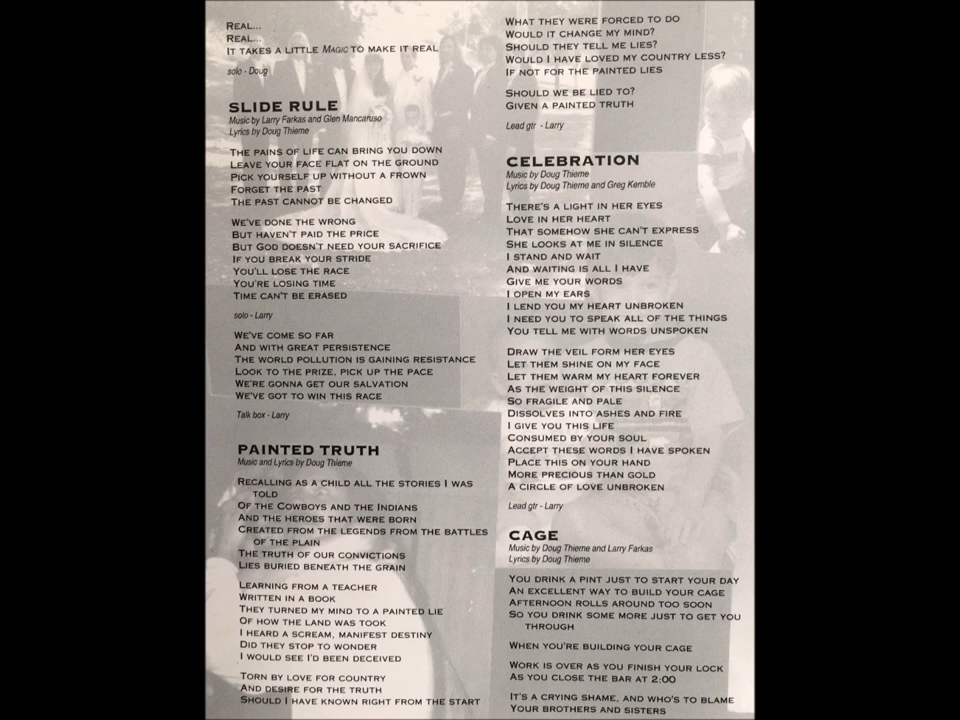 REAL...
REAL...
IT TAKES A LITTLE MAGIC TO MAKE IT REAL
solo - Doug
SLIDE RULE
Music by Larry Farkas and Glen Mancaruso
Lyrics by Doug Thieme
THE PAINS OF LIFE CAN BRING YOU DOWN
LEAVE YOUR FACE FLAT ON THE GROUND
PICK YOURSELF UP WITHOUT A FROWN
FORGET THE PAST
THE PAST CANNOT BE CHANGED
WE'VE DONE THE WRONG
BUT HAVEN'T PAID THE PRICE
BUT GOD DOESN'T NEED YOUR SACRIFICE
IF YOU BREAK YOUR STRIDE
YOU'LL LOSE THE RACE
YOU'RE LOSING TIME
TIME CAN'T BE ERASED
solo - Larry
WE'VE COME SO FAR
AND WITH GREAT PERSISTENCE
THE WORLD POLLUTION IS GAINING RESISTANCE
LOOK TO THE PRIZE, PICK UP THE PACE
WE'RE GONNA GET OUR SALVATION
WE'VE GOT TO WIN THIS RACE
Talk box - Larry
PAINTED TRUTH
Music and Lyrics by Doug Thieme
RECALLING AS A CHILD ALL THE STORIES I WAS
TOLD
OF THE COWBOYS AND THE INDIANS
AND THE HEROES THAT WERE BORN
CREATED FROM THE LEGENDS FROM THE BATTLES
OF THE PLAIN
THE TRUTH OF OUR CONVICTIONS
LIES BURIED BENEATH THE GRAIN
LEARNING FROM A TEACHER
WRITTEN IN A BOOK
THEY TURNED MY MIND TO A PAINTED LIE
OF HOW THE LAND WAS TOOK
I HEARD A SCREAM, MANIFEST DESTINY
DID THEY STOP TO WONDER
I WOULD SEE I'D BEEN DECEIVED
TORN BY LOVE FOR COUNTRY
AND DESIRE FOR THE TRUTH
SHOULD I HAVE KNOWN RIGHT FROM THE START
WHAT THEY WERE FORCED TO DO
WOULD IT CHANGE MY MIND?
SHOULD THEY TELL ME LIES?
WOULD I HAVE LOVED MY COUNTRY LESS?
IF NOT FOR THE PAINTED LIES
SHOULD WE BE LIED TO?
GIVEN A PAINTED TRUTH
Lead gtr - Larry
CELEBRATION
Music by Doug Thieme
Lyrics by Doug Thieme and Greg Kemble
THERE'S A LIGHT IN HER EYES
LOVE IN HER HEART
THAT SOMEHOW SHE CAN'T EXPRESS
SHE LOOKS AT ME IN SILENCE
I STAND AND WAIT
AND WAITING IS ALL I HAVE
GIVE ME YOUR WORDS
I OPEN MY EARS
I LEND YOU MY HEART UNBROKEN
I NEED YOU TO SPEAK ALL OF THE THINGS
YOU TELL ME WITH WORDS UNSPOKEN
DRAW THE VEIL FORM HER EYES
LET THEM SHINE ON MY FACE
LET THEM WARM MY HEART FOREVER
AS THE WEIGHT OF THIS SILENCE
SO FRAGILE AND PALE
DISSOLVES INTO ASHES AND FIRE
I GIVE YOU THIS LIFE
CONSUMED BY YOUR SOUL
ACCEPT THESE WORDS I HAVE SPOKEN
PLACE THIS ON YOUR HAND
MORE PRECIOUS THAN GOLD
A CIRCLE OF LOVE UNBROKEN
Lead gtr - Larry
CAGE
Music by Doug Thieme and Larry Farkas
Lyrics by Doug Thieme
YOU DRINK A PINT JUST TO START YOUR DAY
AN EXCELLENT WAY TO BUILD YOUR CAGE
AFTERNOON ROLLS AROUND TOO SOON
SO YOU DRINK SOME MORE JUST TO GET YOU
THROUGH
WHEN YOU'RE BUILDING YOUR CAGE
WORK IS OVER AS YOU FINISH YOUR LOCK
AS YOU CLOSE THE BAR AT 2:00
IT'S A CRYING SHAME, AND WHO'S TO BLAME
YOUR BROTHERS AND SISTERS